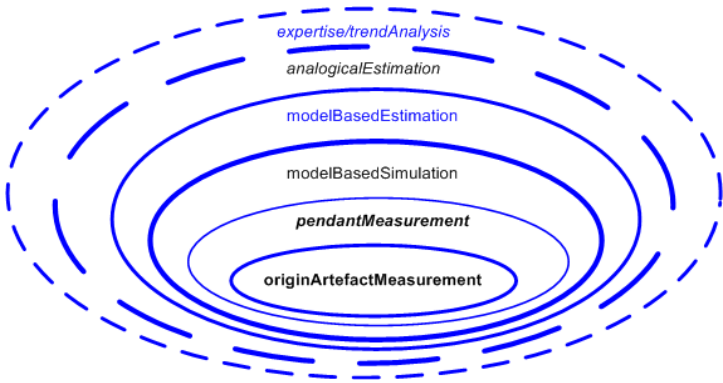 expertise/trendAnalysis
analogicalEstimation
modelBasedEstimation
modelBasedSimulation
pendantMeasurement
originArtefactMeasurement